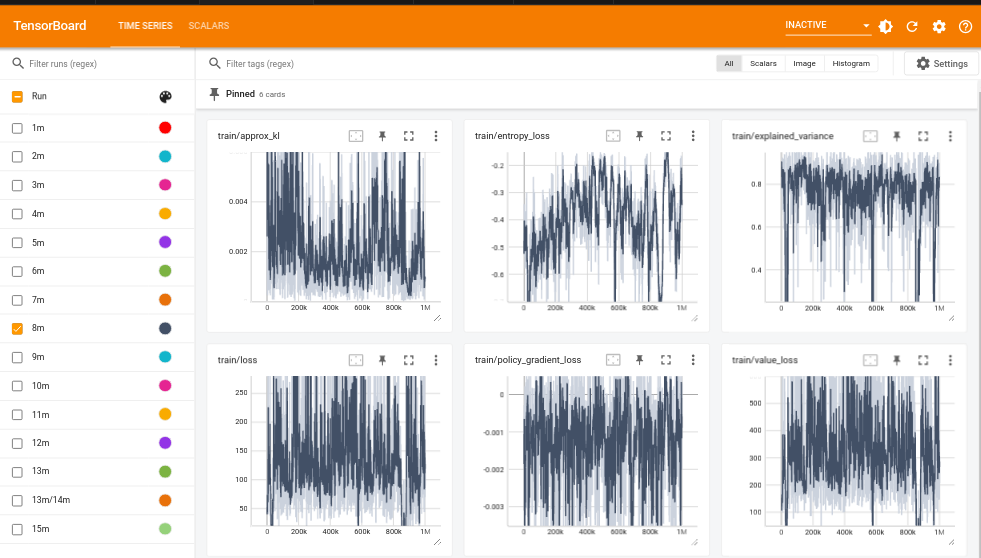 TensorBoard TIME SERIES SCALARS INACTIVE
Filter runs (regex) Filter tags (regex) All Scalars Image Histogram Settings
Run
1m
2m
3m
4m
5m
6m
7m
8m
9m
10m
11m
12m
13m
13m/14m
15m
Pinned 6 cards
train/approx_kl
0.004
0.002
0 200k 400k 600k 800k 1M
train/entropy_loss
-0.2
-0.3
-0.4
-0.5
-0.6
0 200k 400k 600k 800k 1M
train/explained_variance
0.8
0.6
0.4
0 200k 400k 600k 800k 1M
train/loss
250
200
150
100
50
0 200k 400k 600k 800k 1M
train/policy_gradient_loss
0
-0.001
-0.002
-0.003
0 200k 400k 600k 800k 1M
train/value_loss
500
400
300
200
100
0 200k 400k 600k 800k 1M